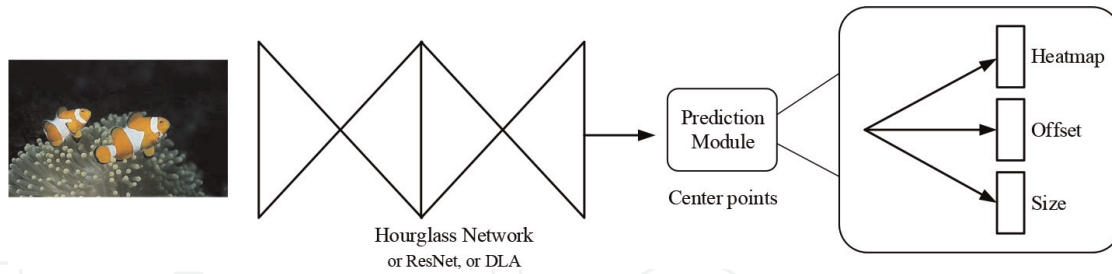 Hourglass Network
or ResNet, or DLA
Prediction
Module
Center points
Heatmap
Offset
Size